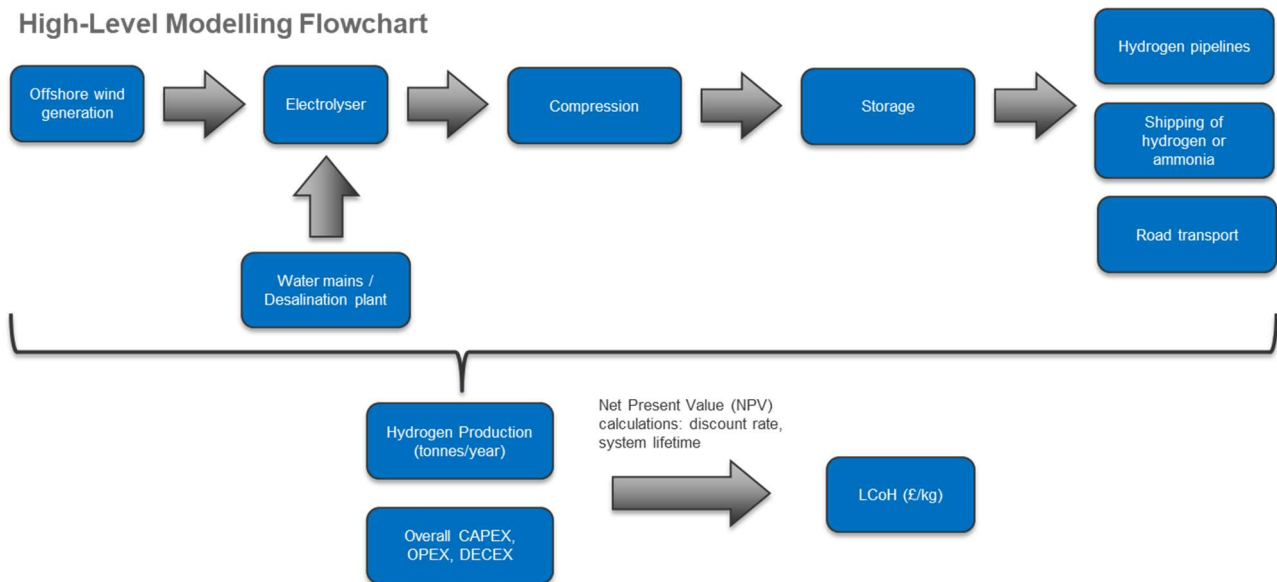 High-Level Modelling Flowchart
Offshore wind
generation
Electrolyser
Compression
Storage
Hydrogen pipelines
Shipping of
hydrogen or
ammonia
Road transport
Water mains /
Desalination plant
Hydrogen Production
(tonnes/year)
Overall CAPEX,
OPEX, DECEX
Net Present Value (NPV)
calculations: discount rate,
system lifetime
LCoH (£/kg)